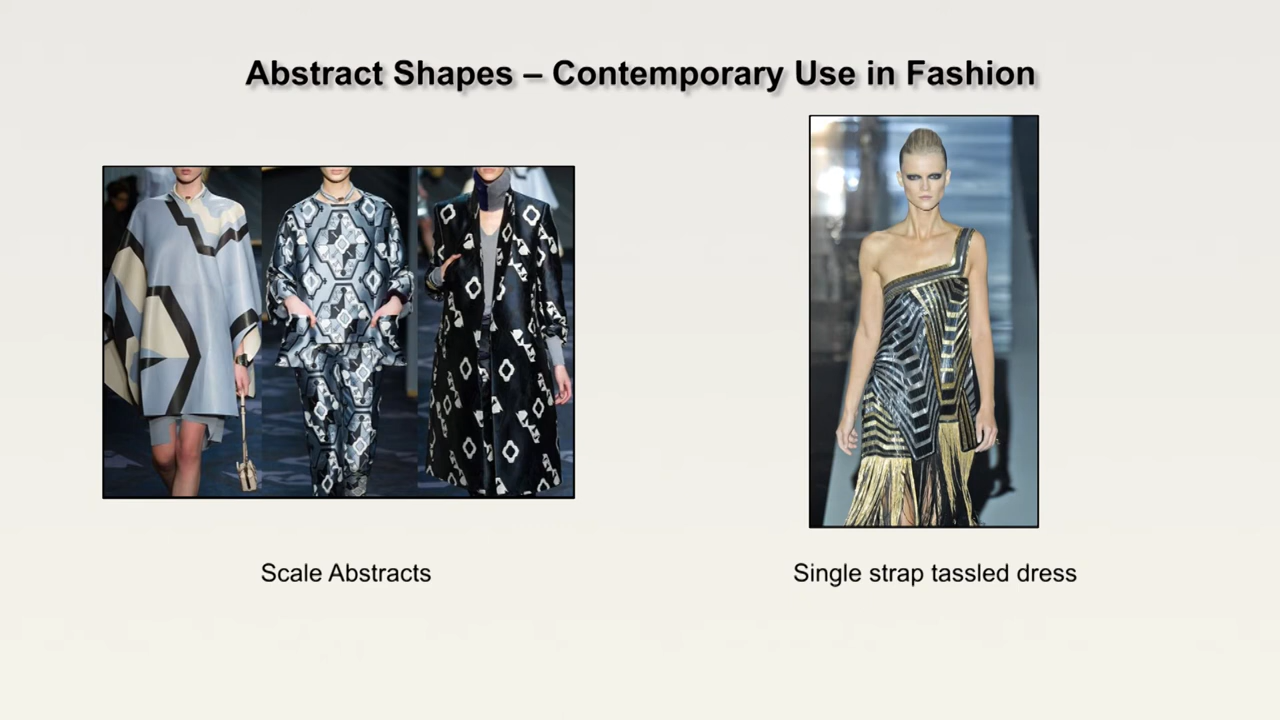 Abstract Shapes – Contemporary Use in Fashion
Scale Abstracts
Single strap tassled dress